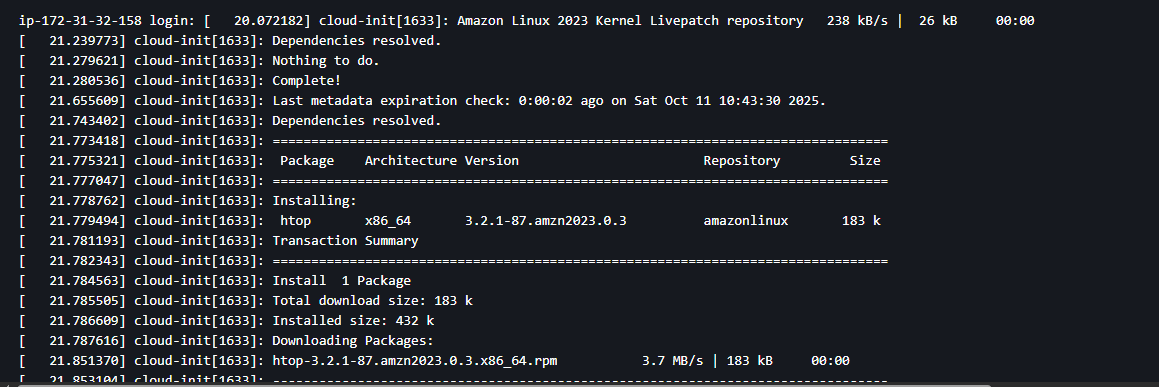 ip-172-31-32-158 login: [   20.072182] cloud-init[1633]: Amazon Linux 2023 Kernel Livepatch repository   238 kB/s |  26 kB     00:00
[   21.239773] cloud-init[1633]: Dependencies resolved.
[   21.279621] cloud-init[1633]: Nothing to do.
[   21.280536] cloud-init[1633]: Complete!
[   21.655609] cloud-init[1633]: Last metadata expiration check: 0:00:02 ago on Sat Oct 11 10:43:30 2025.
[   21.743402] cloud-init[1633]: Dependencies resolved.
[   21.773418] cloud-init[1633]: ================================================================================
[   21.775321] cloud-init[1633]:  Package    Architecture Version                        Repository         Size
[   21.777047] cloud-init[1633]: ================================================================================
[   21.778762] cloud-init[1633]: Installing:
[   21.779494] cloud-init[1633]:  htop       x86_64       3.2.1-87.amzn2023.0.3          amazonlinux       183 k
[   21.781193] cloud-init[1633]: Transaction Summary
[   21.782343] cloud-init[1633]: ================================================================================
[   21.784563] cloud-init[1633]: Install  1 Package
[   21.785505] cloud-init[1633]: Total download size: 183 k
[   21.786609] cloud-init[1633]: Installed size: 432 k
[   21.787616] cloud-init[1633]: Downloading Packages:
[   21.851370] cloud-init[1633]: htop-3.2.1-87.amzn2023.0.3.x86_64.rpm           3.7 MB/s | 183 kB     00:00
[   21.853104] cloud-init[1633]: --------------------------------------------------------------------------------